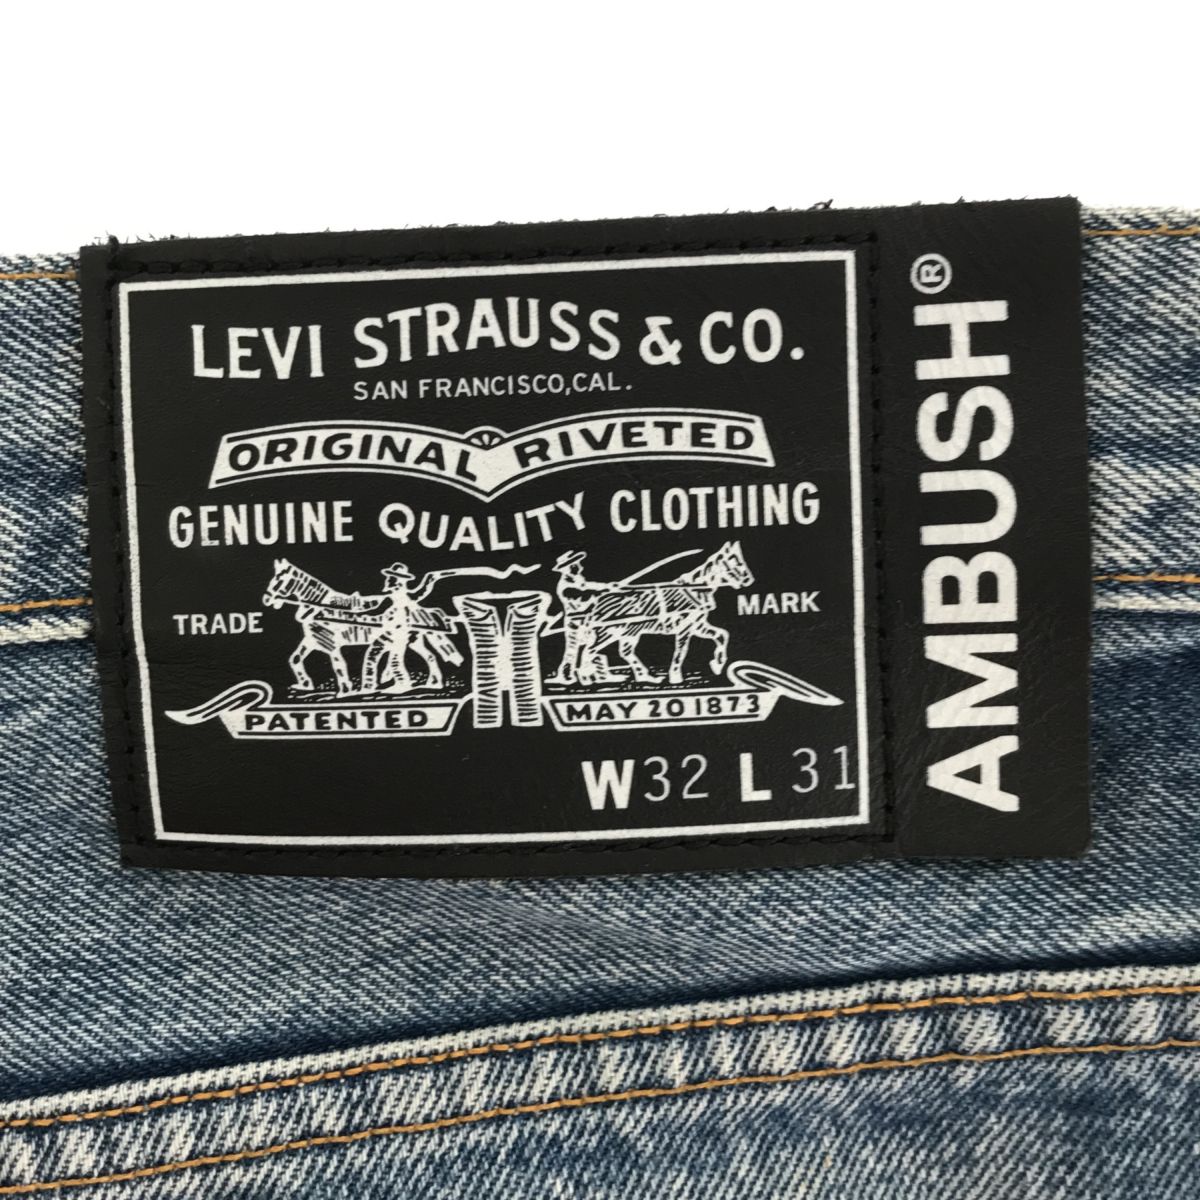 LEVI STRAUSS & CO.
SAN FRANCISCO,CAL.
ORIGINAL RIVETED
GENUINE QUALITY CLOTHING
TRADE MARK
PATENTED MAY 20 1873
W32 L 31
AMBUSH®